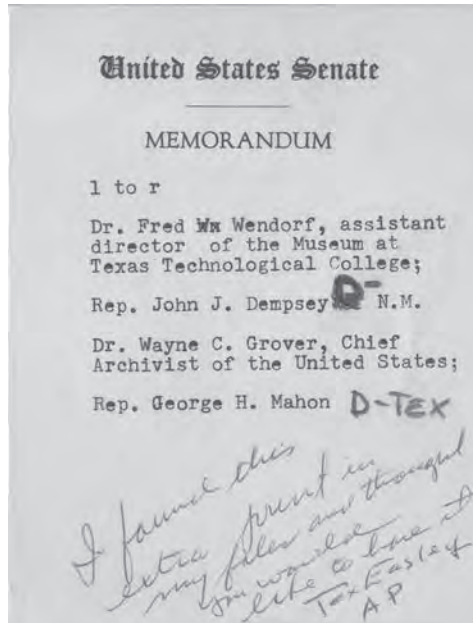 United States Senate
MEMORANDUM
l to r
Dr. Fred Wm Wendorf, assistant
director of the Museum at
Texas Technological College;
Rep. John J. Dempsey D- N.M.
Dr. Wayne C. Grover, Chief
Archivist of the United States;
Rep. George H. Mahon D-TEX
I found this
extra print in
my files and thought
you would
like to have it
Tex Easley
AP